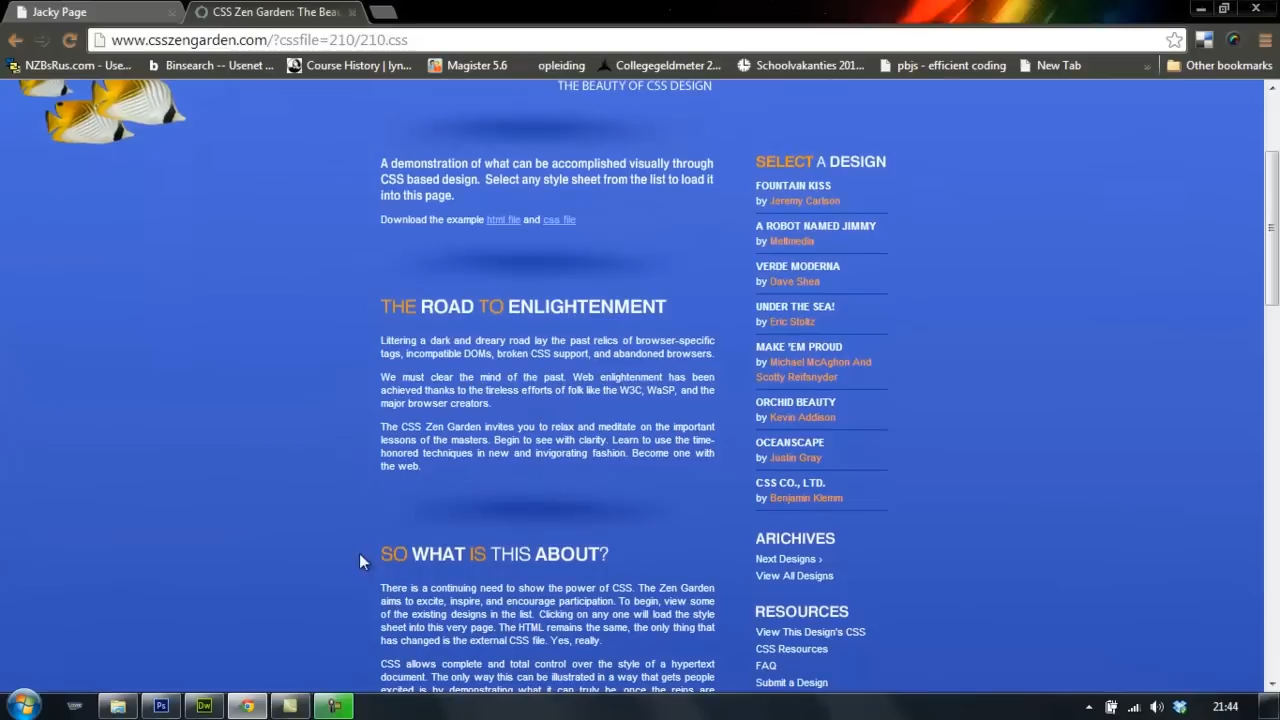 Jacky Page
CSS Zen Garden: The Bea
www.csszengarden.com/?cssfile=210/210.css
NZBsRus.com - Use...
Binsearch -- Usenet ...
Course History | lyn...
Magister 5.6
opleiding
Collegegeldmeter 2...
Schoolvakanties 201...
pbjs - efficient coding
New Tab
»
Other bookmarks
THE BEAUTY OF CSS DESIGN
A demonstration of what can be accomplished visually through
CSS based design. Select any style sheet from the list to load it
into this page.
Download the example html file and css file
THE ROAD TO ENLIGHTENMENT
Littering a dark and dreary road lay the past relics of browser-specific
tags, incompatible DOMs, broken CSS support, and abandoned browsers.
We must clear the mind of the past. Web enlightenment has been
achieved thanks to the tireless efforts of folk like the W3C, WaSP, and the
major browser creators.
The CSS Zen Garden invites you to relax and meditate on the important
lessons of the masters. Begin to see with clarity. Learn to use the time-
honored techniques in new and invigorating fashion. Become one with
the web.
SO WHAT IS THIS ABOUT?
There is a continuing need to show the power of CSS. The Zen Garden
aims to excite, inspire, and encourage participation. To begin, view some
of the existing designs in the list. Clicking on any one will load the style
sheet into this very page. The HTML remains the same, the only thing that
has changed is the external CSS file. Yes, really.
CSS allows complete and total control over the style of a hypertext
document. The only way this can be illustrated in a way that gets people
excited is by demonstrating what it can truly be, once the reins are
SELECT A DESIGN
FOUNTAIN KISS
by Jeremy Carlson
A ROBOT NAMED JIMMY
by Meltmedia
VERDE MODERNA
by Dave Shea
UNDER THE SEA!
by Eric Stoltz
MAKE 'EM PROUD
by Michael McAghon And
Scotty Reifsnyder
ORCHID BEAUTY
by Kevin Addison
OCEANSCAPE
by Justin Gray
CSS CO., LTD.
by Benjamin Klemm
ARICHIVES
Next Designs ›
View All Designs
RESOURCES
View This Design's CSS
CSS Resources
FAQ
Submit a Design
Ps
Dw
21:44